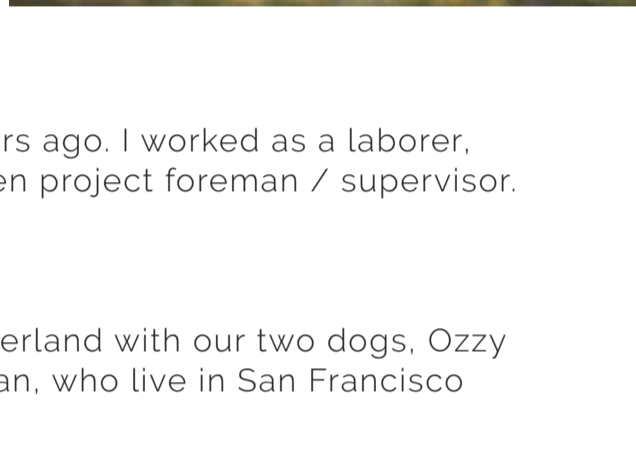 rs ago. I worked as a laborer,
en project foreman / supervisor.
erland with our two dogs, Ozzy
an, who live in San Francisco